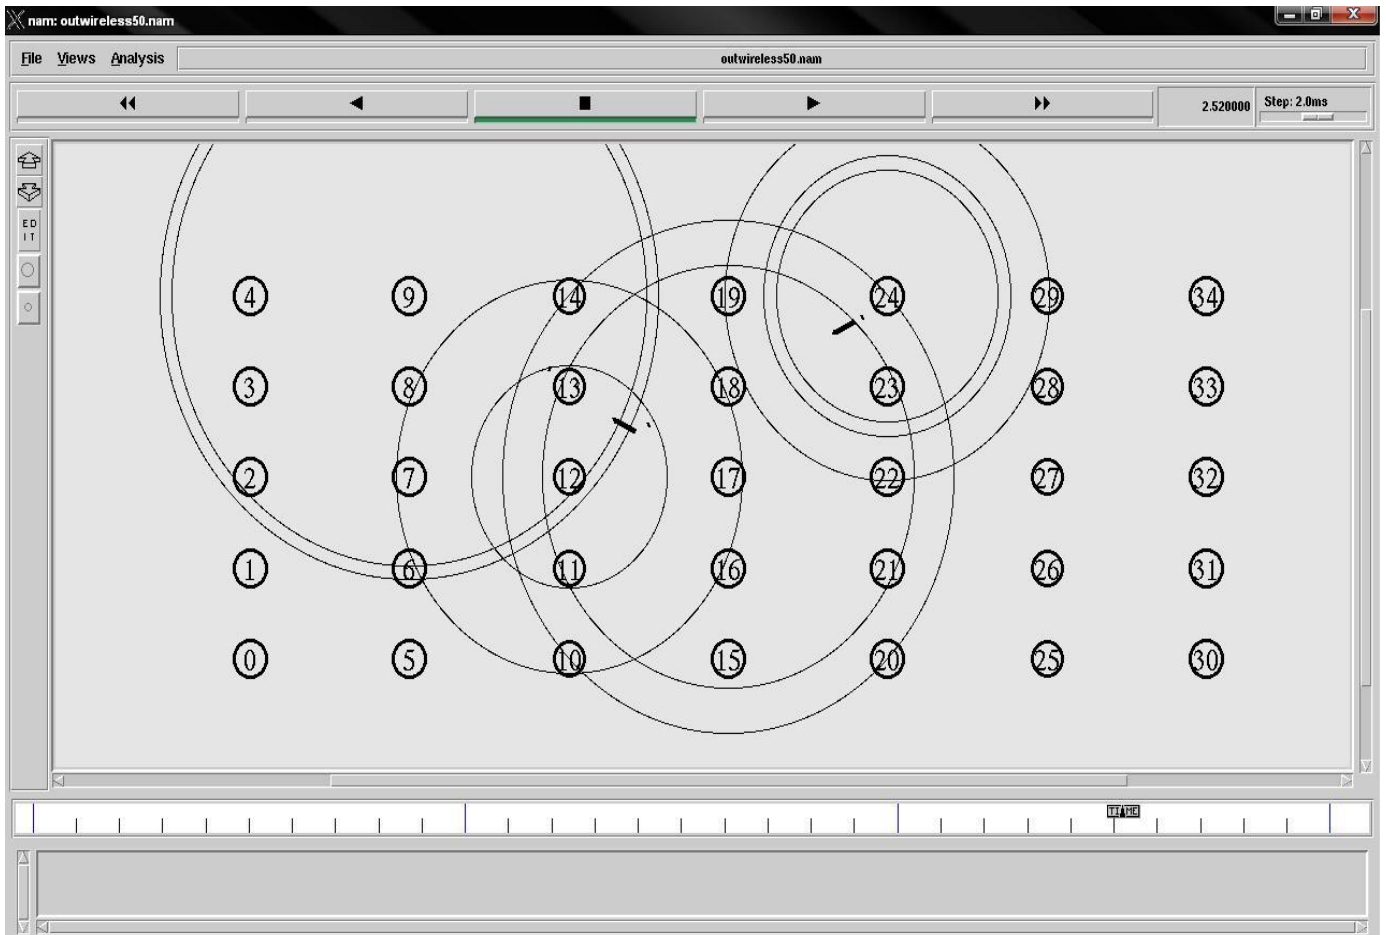 nam: outwireless50.nam
File Views Analysis outwireless50.nam
2.520000 Step: 2.0ms
E D
I T
4 9 14 19 24 29 34
3 8 13 18 23 28 33
2 7 12 17 22 27 32
1 6 11 16 21 26 31
0 5 10 15 20 25 30
TIME